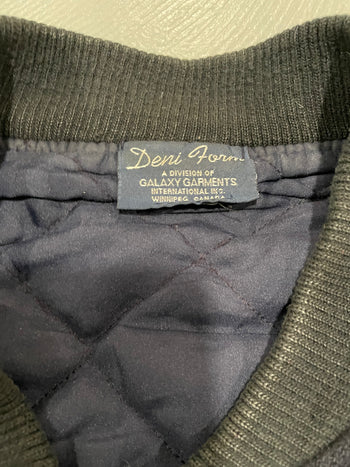 Deni Form
A DIVISION OF
GALAXY GARMENTS
INTERNATIONAL INC.
WINNIPEG, CANADA